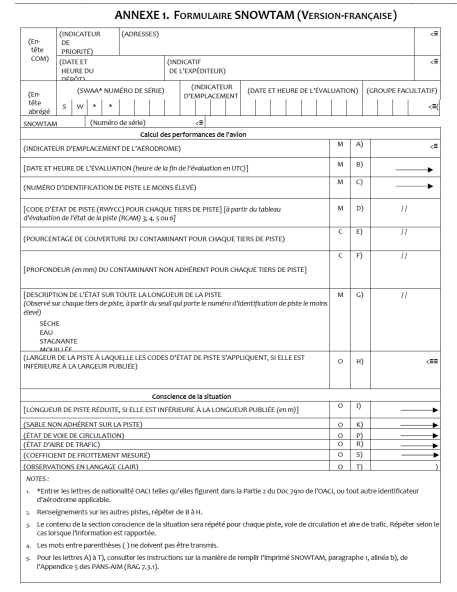 ANNEXE 1. FORMULAIRE SNOWTAM (VERSION-FRANÇAISE)
(En-tête COM)
(INDICATEUR DE PRIORITÉ)
(ADRESSES)
<≡
(DATE ET HEURE DU DÉPÔT)
(INDICATIF DE L'EXPÉDITEUR)
<≡
(En-tête abrégé
(SWAA* NUMÉRO DE SÉRIE)
(INDICATEUR D'EMPLACEMENT
(DATE ET HEURE DE L'ÉVALUATION)
(GROUPE FACULTATIF)
S W * *
<≡(
SNOWTAM (Numéro de série) <≡
Calcul des performances de l'avion
(INDICATEUR D'EMPLACEMENT DE L'AÉRODROME) M A) <≡
[DATE ET HEURE DE L'ÉVALUATION (heure de la fin de l'évaluation en UTC)] M B)
(NUMÉRO D'IDENTIFICATION DE PISTE LE MOINS ÉLEVÉ) M C)
[CODE D'ÉTAT DE PISTE (RWYCC) POUR CHAQUE TIERS DE PISTE] [à partir du tableau M D) //
d'évaluation de l'état de la piste (RCAM) 3, 4, 5 ou 6]
(POURCENTAGE DE COUVERTURE DU CONTAMINANT POUR CHAQUE TIERS DE PISTE) C E) //
[PROFONDEUR (en mm) DU CONTAMINANT NON ADHÉRENT POUR CHAQUE TIERS DE PISTE] C F) //
[DESCRIPTION DE L'ÉTAT SUR TOUTE LA LONGUEUR DE LA PISTE M G) //
(Observé sur chaque tiers de piste, à partir du seuil qui porte le numéro d'identification de piste le moins
élevé)
SÈCHE
EAU
STAGNANTE
MOUILLÉE
(LARGEUR DE LA PISTE À LAQUELLE LES CODES D'ÉTAT DE PISTE S'APPLIQUENT, SI ELLE EST O H) <≡≡
INFÉRIEURE À LA LARGEUR PUBLIÉE)
Conscience de la situation
[LONGUEUR DE PISTE RÉDUITE, SI ELLE EST INFÉRIEURE À LA LONGUEUR PUBLIÉE (en m)] O I)
(SABLE NON ADHÉRENT SUR LA PISTE) O K)
(ÉTAT DE VOIE DE CIRCULATION) O P)
(ÉTAT D'AIRE DE TRAFIC) O R)
(COEFFICIENT DE FROTTEMENT MESURÉ) O S)
(OBSERVATIONS EN LANGAGE CLAIR) O T) )
NOTES :
1. *Entrer les lettres de nationalité OACI telles qu'elles figurent dans la Partie 2 du Doc 7910 de l'OACI, ou tout autre identificateur
d'aérodrome applicable.
2. Renseignements sur les autres pistes, répéter de B à H.
3. Le contenu de la section conscience de la situation sera répété pour chaque piste, voie de circulation et aire de trafic. Répéter selon le
cas lorsque l'information est rapportée.
4. Les mots entre parenthèses ( ) ne doivent pas être transmis.
5. Pour les lettres A) à T), consulter les instructions sur la manière de remplir l'imprimé SNOWTAM, paragraphe 1, alinéa b), de
l'Appendice 5 des PANS-AIM (RAG 7.3.1).